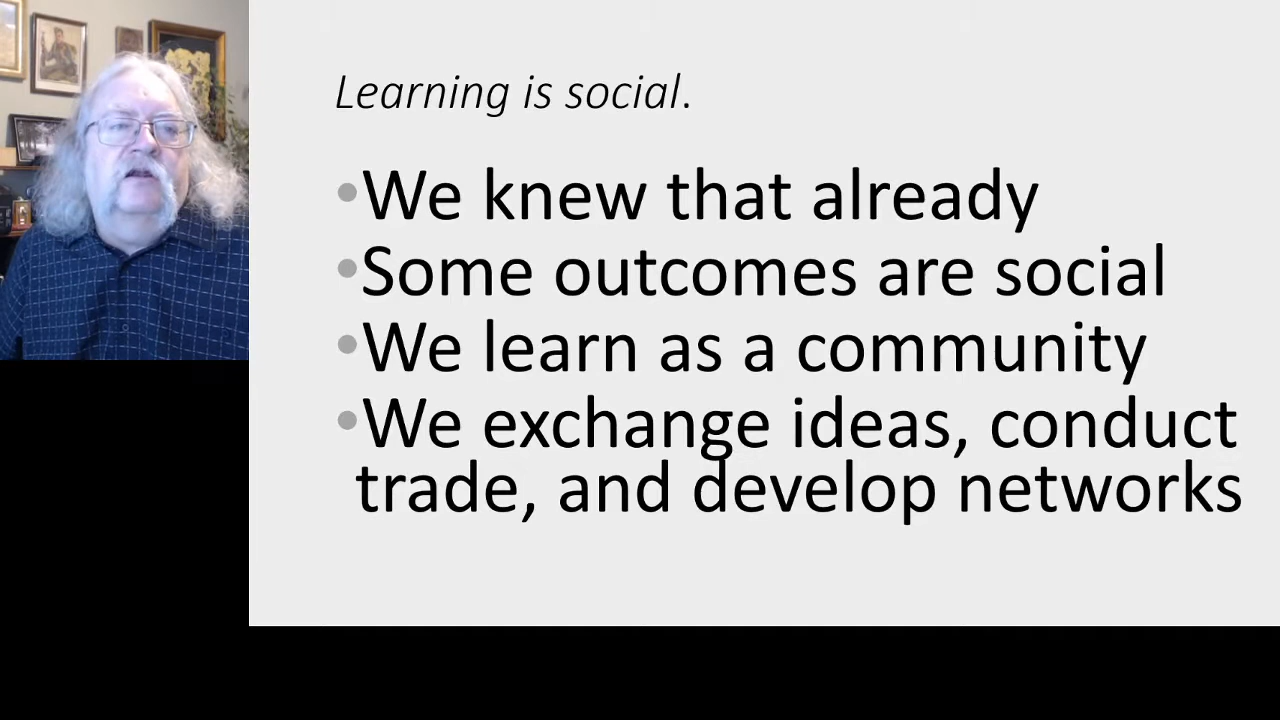 Learning is social.
•We knew that already
•Some outcomes are social
•We learn as a community
•We exchange ideas, conduct
trade, and develop networks